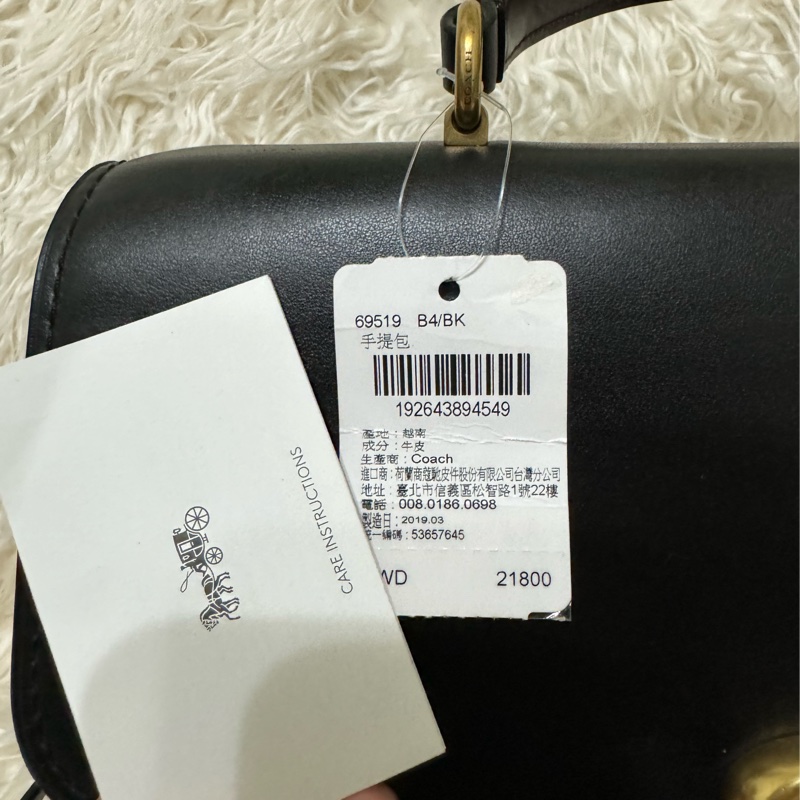 COACH
69519 B4/BK
手提包
192643894549
產地：越南
成分：牛皮
生產商：Coach
進口商：荷蘭商蔻馳皮件股份有限公司台灣分公司
地址：臺北市信義區松智路1號22樓
電話：008.0186.0698
製造日：2019.03
一編碼：53657645
WD 21800
CARE INSTRUCTIONS